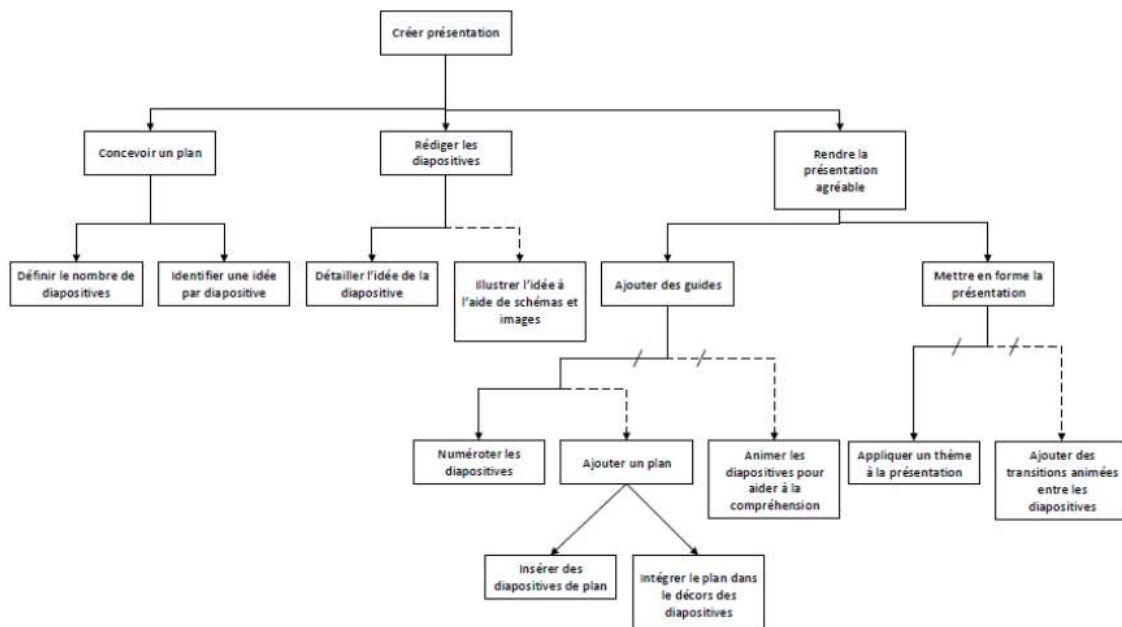 Créer présentation
Concevoir un plan
Rédiger les
diapositives
Rendre la
présentation
agréable
Définir le nombre de
diapositives
Identifier une idée
par diapositive
Détailler l'idée de la
diapositive
Illustrer l'idée à
l'aide de schémas et
images
Ajouter des guides
Mettre en forme la
présentation
Numéroter les
diapositives
Ajouter un plan
Animer les
diapositives pour
aider à la
compréhension
Appliquer un thème
à la présentation
Ajouter des
transitions animées
entre les
diapositives
Insérer des
diapositives de plan
Intégrer le plan dans
le décors des
diapositives